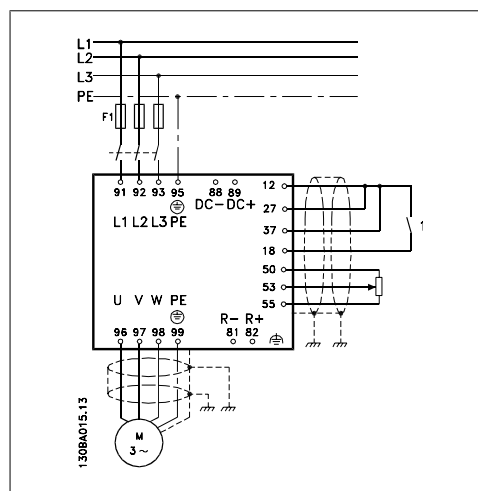 L1
L2
L3
PE
F1
91 92 93 95 88 89 12
DC- DC+
27
L1 L2 L3 PE
37
1
18
50
U V W PE
53
R- R+
55
96 97 98 99 81 82
M
3~
130BA015.13